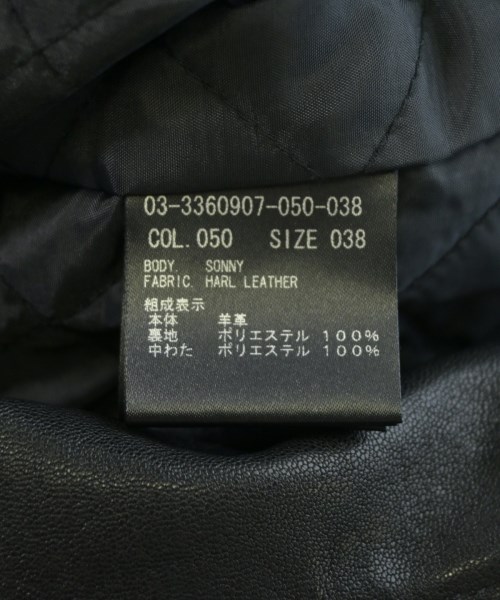 03-3360907-050-038
COL. 050 SIZE 038
BODY. SONNY
FABRIC. HARL LEATHER
組成表示
本体 羊革
裏地 ポリエステル 100%
中わた ポリエステル 100%